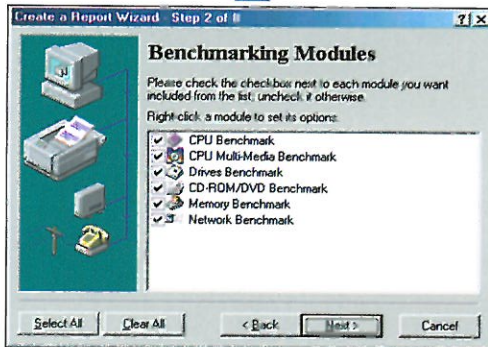 Create a Report Wizard - Step 2 of 8
Benchmarking Modules
Please check the checkbox next to each module you want
included from the list; uncheck it otherwise.
Right-click a module to set its options.
CPU Benchmark
CPU Multi-Media Benchmark
Drives Benchmark
CD-ROM/DVD Benchmark
Memory Benchmark
Network Benchmark
Select All Clear All < Back Next > Cancel